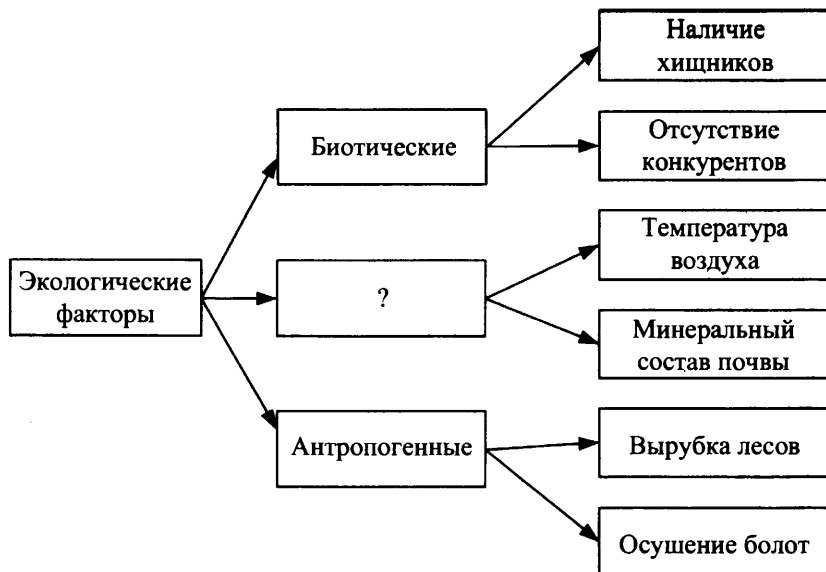 Наличие
хищников
Биотические
Отсутствие
конкурентов
Экологические
факторы
?
Температура
воздуха
Минеральный
состав почвы
Антропогенные
Вырубка лесов
Осушение болот